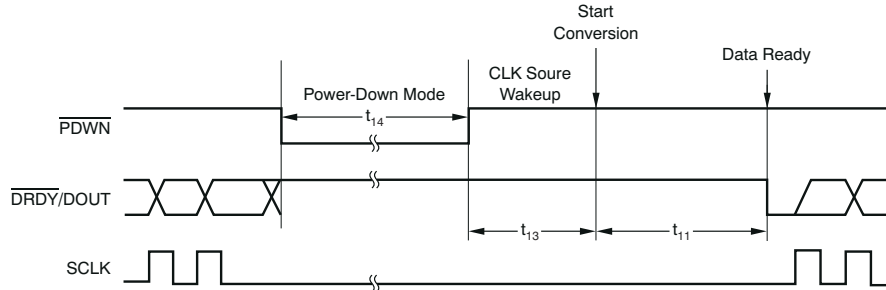 Start
Conversion
Data Ready
CLK Soure
Wakeup
Power-Down Mode
t14
PDWN
DRDY/DOUT
t13
t11
SCLK